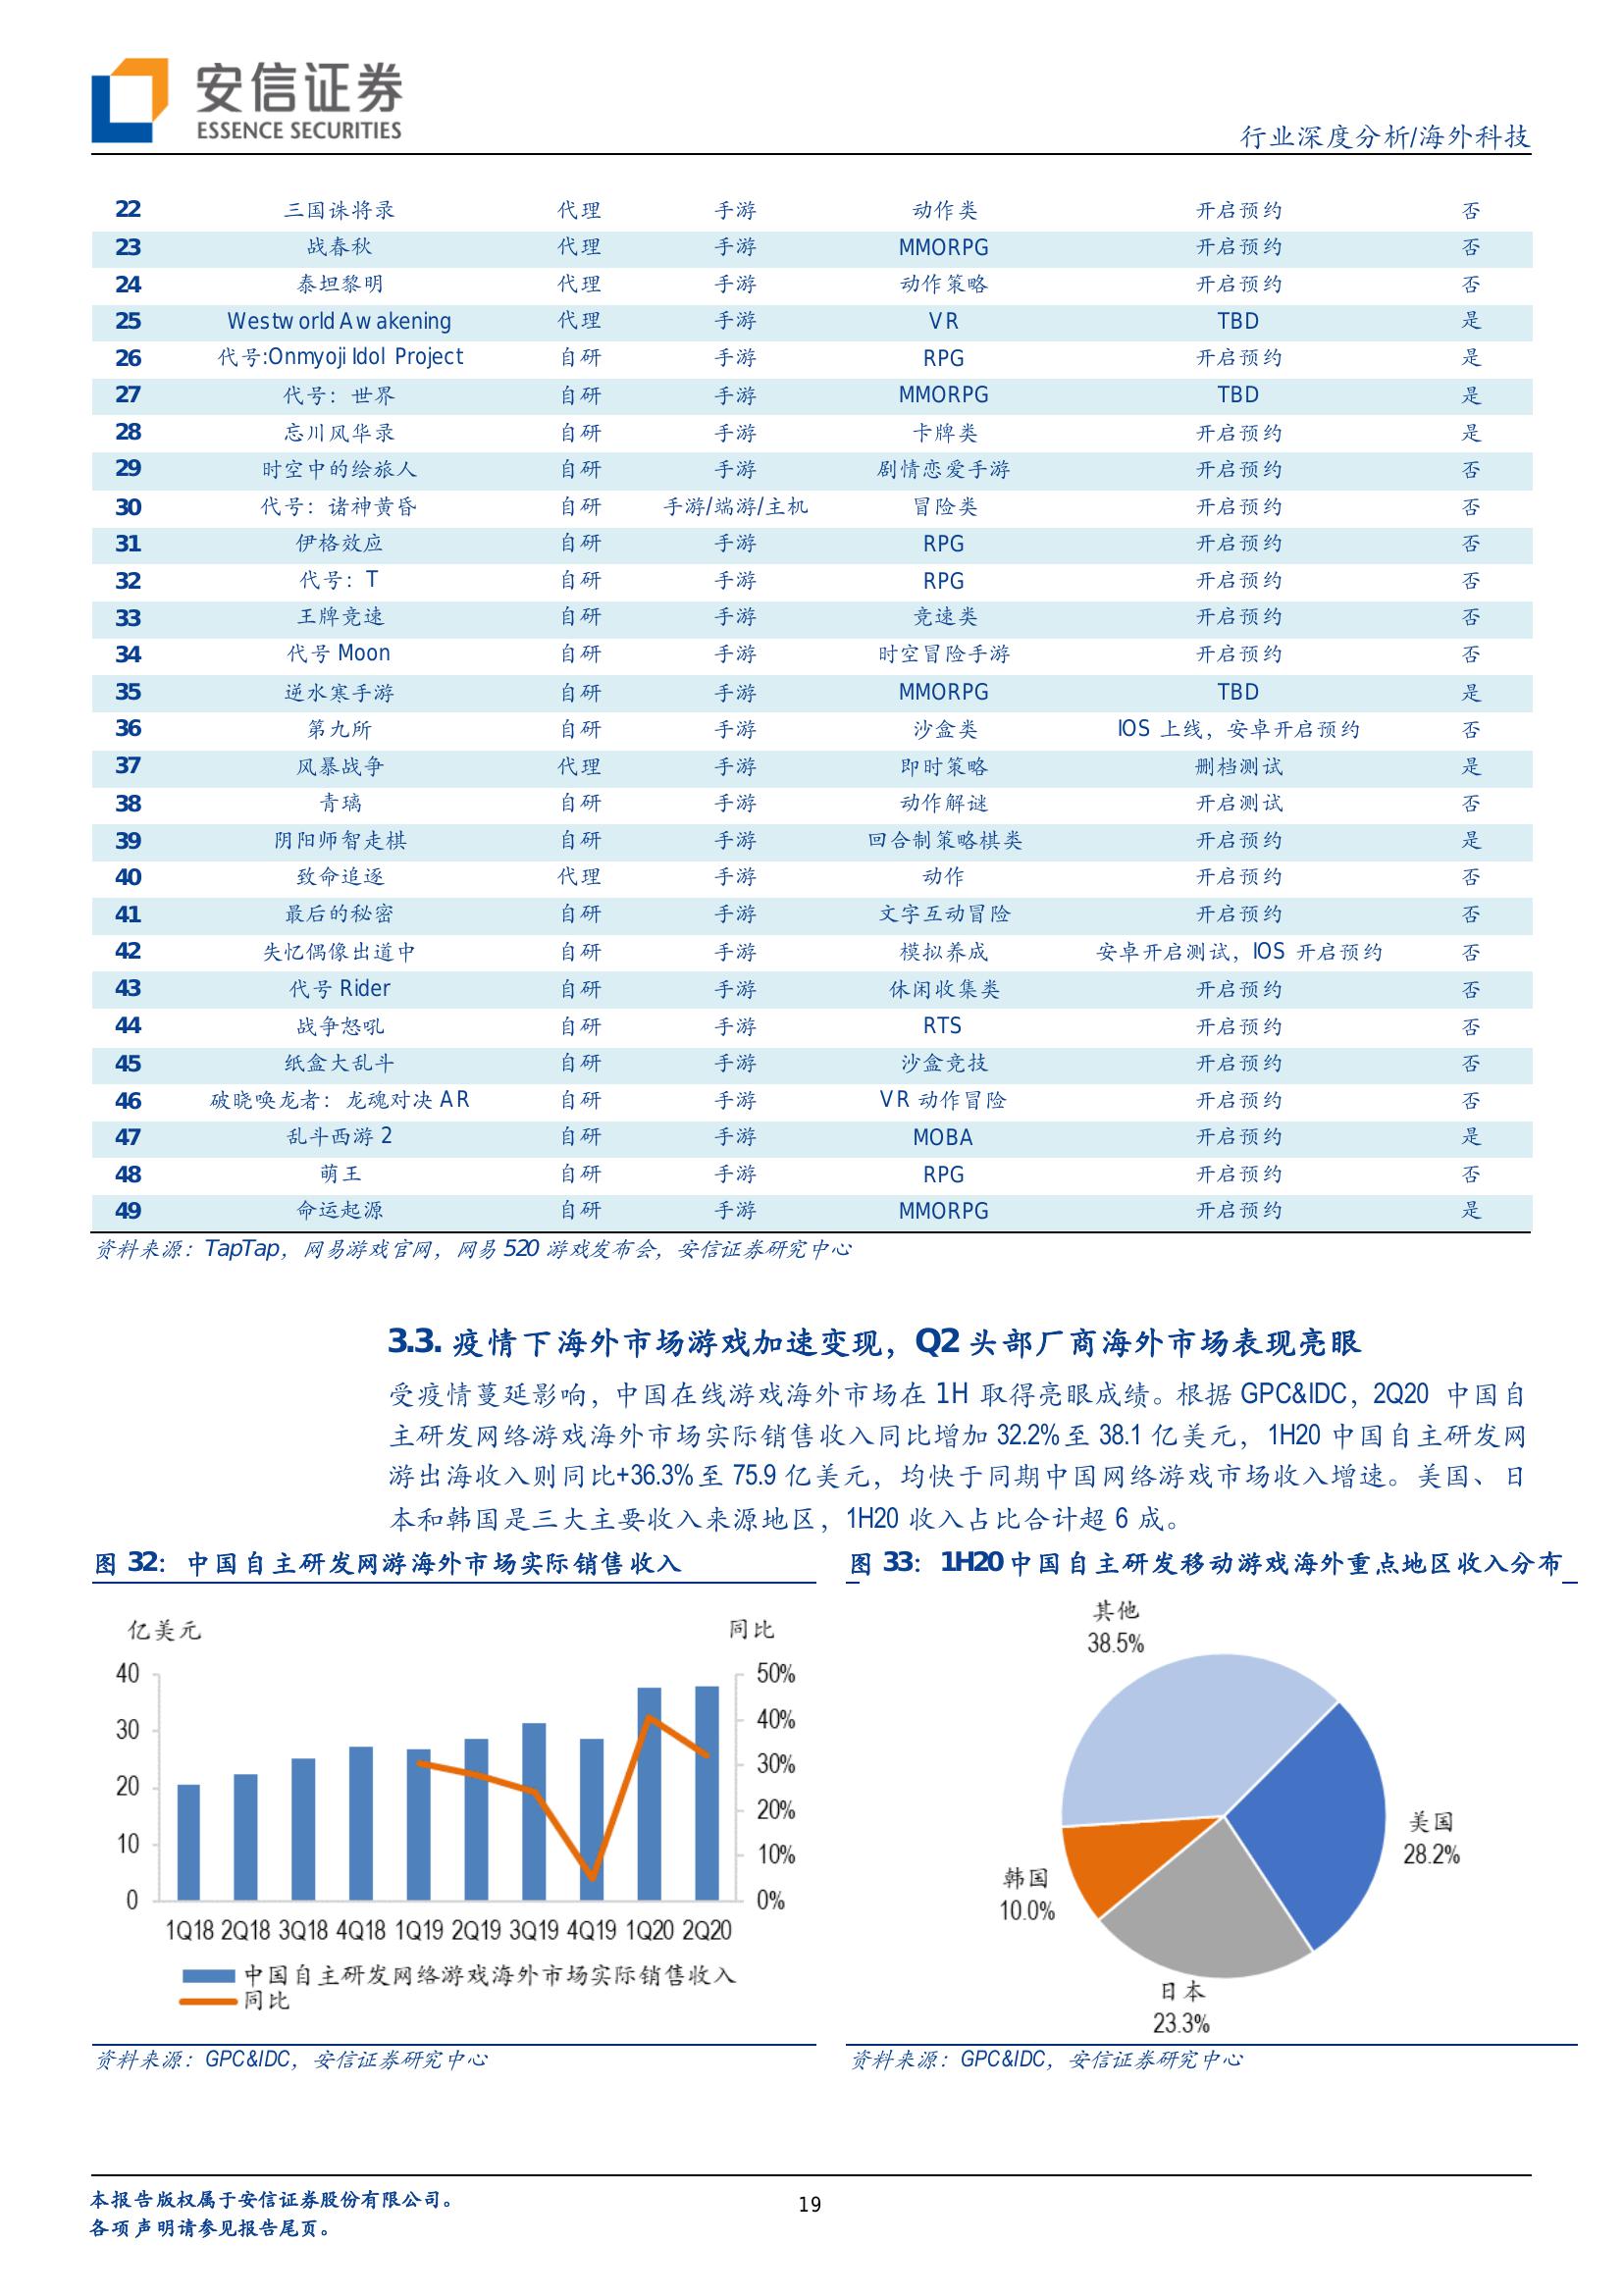 安信证券
ESSENCE SECURITIES
行业深度分析/海外科技
22 三国诛将录 代理 手游 动作类 开启预约 否
23 战春秋 代理 手游 MMORPG 开启预约 否
24 泰坦黎明 代理 手游 动作策略 开启预约 否
25 Westworld Awakening 代理 手游 VR TBD 是
26 代号:Onmyoji Idol Project 自研 手游 RPG 开启预约 是
27 代号：世界 自研 手游 MMORPG TBD 是
28 忘川风华录 自研 手游 卡牌类 开启预约 是
29 时空中的绘旅人 自研 手游 剧情恋爱手游 开启预约 否
30 代号：诸神黄昏 自研 手游/端游/主机 冒险类 开启预约 否
31 伊格效应 自研 手游 RPG 开启预约 否
32 代号：T 自研 手游 RPG 开启预约 否
33 王牌竞速 自研 手游 竞速类 开启预约 否
34 代号 Moon 自研 手游 时空冒险手游 开启预约 否
35 逆水寒手游 自研 手游 MMORPG TBD 是
36 第九所 自研 手游 沙盒类 IOS 上线，安卓开启预约 否
37 风暴战争 代理 手游 即时策略 删档测试 是
38 青璃 自研 手游 动作解谜 开启测试 否
39 阴阳师智走棋 自研 手游 回合制策略棋类 开启预约 是
40 致命追逐 代理 手游 动作 开启预约 否
41 最后的秘密 自研 手游 文字互动冒险 开启预约 否
42 失忆偶像出道中 自研 手游 模拟养成 安卓开启测试，IOS 开启预约 否
43 代号 Rider 自研 手游 休闲收集类 开启预约 否
44 战争怒吼 自研 手游 RTS 开启预约 否
45 纸盒大乱斗 自研 手游 沙盒竞技 开启预约 否
46 破晓唤龙者：龙魂对决 AR 自研 手游 VR 动作冒险 开启预约 否
47 乱斗西游 2 自研 手游 MOBA 开启预约 是
48 萌王 自研 手游 RPG 开启预约 否
49 命运起源 自研 手游 MMORPG 开启预约 是
资料来源：TapTap，网易游戏官网，网易 520 游戏发布会，安信证券研究中心
3.3. 疫情下海外市场游戏加速变现，Q2 头部厂商海外市场表现亮眼
受疫情蔓延影响，中国在线游戏海外市场在 1H 取得亮眼成绩。根据 GPC&IDC，2Q20 中国自
主研发网络游戏海外市场实际销售收入同比增加 32.2%至 38.1 亿美元，1H20 中国自主研发网
游出海收入则同比+36.3%至 75.9 亿美元，均快于同期中国网络游戏市场收入增速。美国、日
本和韩国是三大主要收入来源地区，1H20 收入占比合计超 6 成。
图 32：中国自主研发网游海外市场实际销售收入
亿美元 同比
40 50%
40%
30
30%
20
20%
10
10%
0 0%
1Q18 2Q18 3Q18 4Q18 1Q19 2Q19 3Q19 4Q19 1Q20 2Q20
中国自主研发网络游戏海外市场实际销售收入
同比
资料来源：GPC&IDC，安信证券研究中心
图 33：1H20 中国自主研发移动游戏海外重点地区收入分布
其他
38.5%
美国
28.2%
韩国
10.0%
日本
23.3%
资料来源：GPC&IDC，安信证券研究中心
本报告版权属于安信证券股份有限公司。
各项声明请参见报告尾页。
19